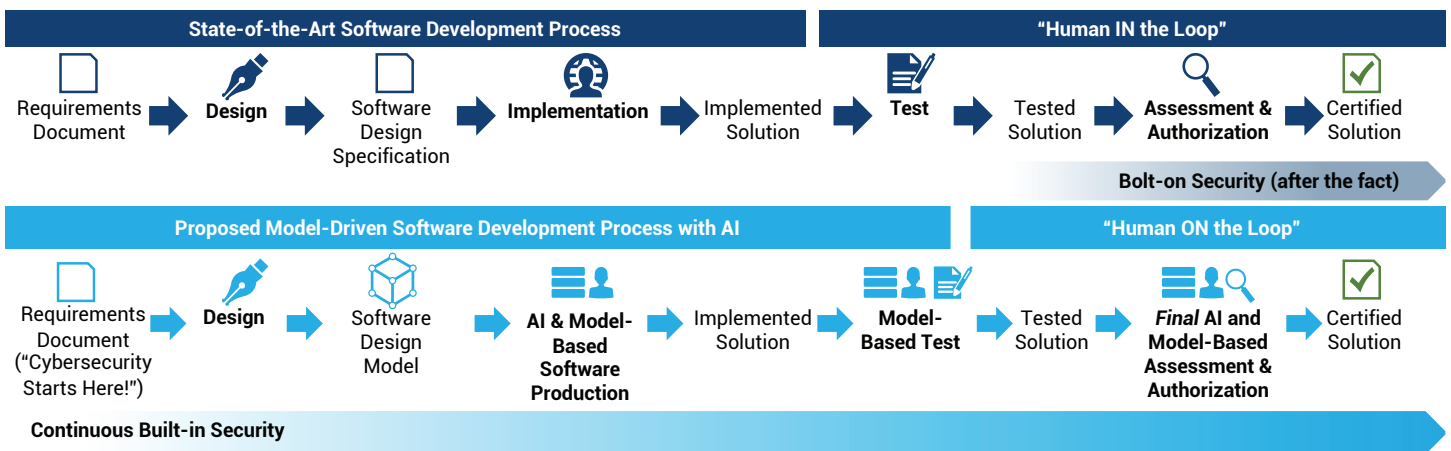 State-of-the-Art Software Development Process
“Human IN the Loop”
Requirements
Document
Design
Software
Design
Specification
Implementation
Implemented
Solution
Test
Tested
Solution
Assessment &
Authorization
Certified
Solution
Bolt-on Security (after the fact)
Proposed Model-Driven Software Development Process with AI
“Human ON the Loop”
Requirements
Document
(“Cybersecurity
Starts Here!”)
Design
Software
Design
Model
AI & Model-
Based
Software
Production
Implemented
Solution
Model-
Based Test
Tested
Solution
Final AI and
Model-Based
Assessment &
Authorization
Certified
Solution
Continuous Built-in Security